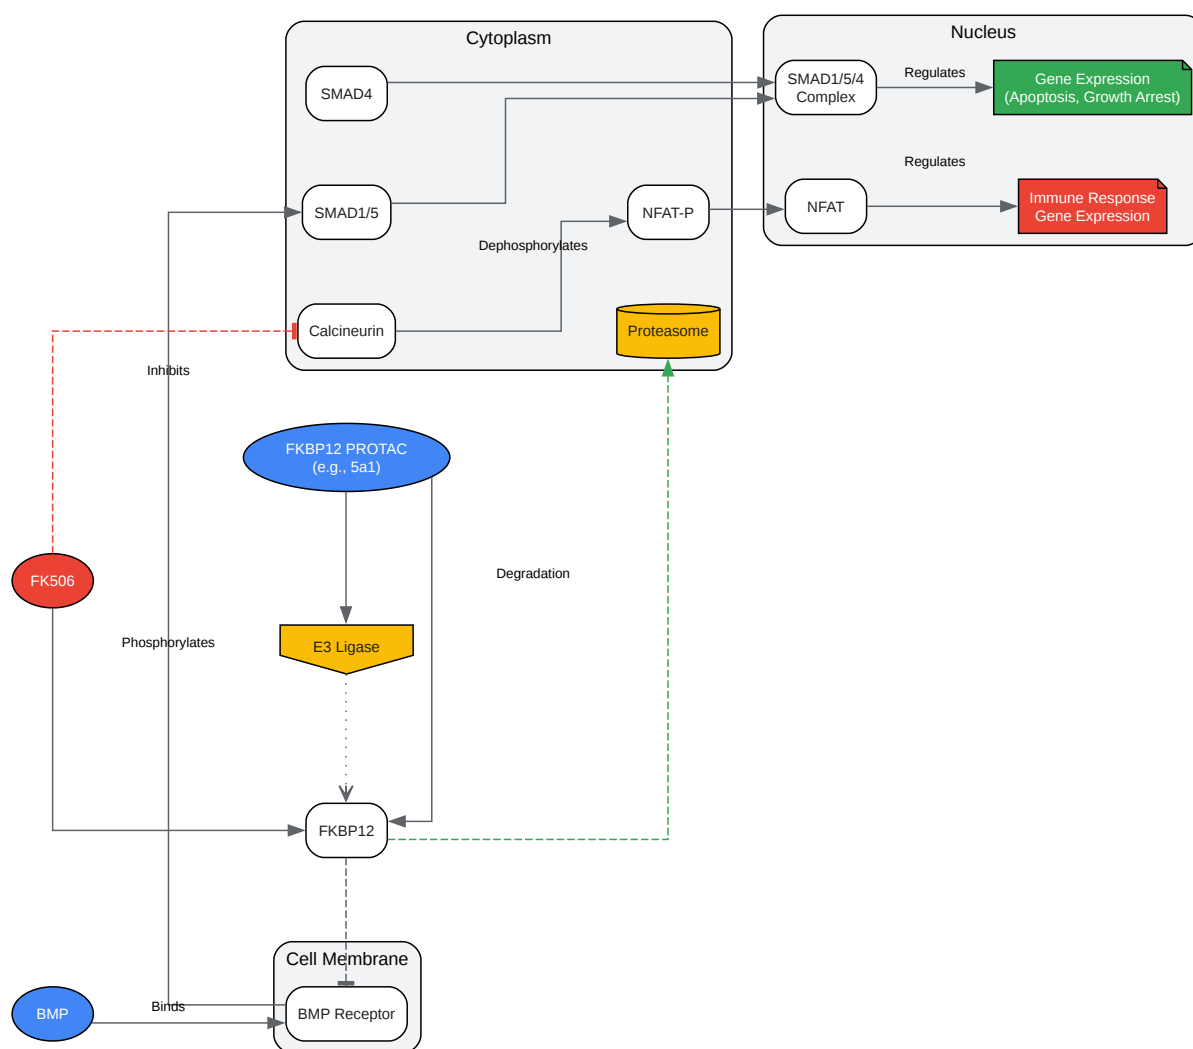 Cytoplasm
Nucleus
SMAD4
SMAD1/5/4
Complex
Regulates
Gene Expression
(Apoptosis, Growth Arrest)
Regulates
SMAD1/5
NFAT-P
NFAT
Immune Response
Gene Expression
Dephosphorylates
Calcineurin
Proteasome
Inhibits
FKBP12 PROTAC
(e.g., 5a1)
Degradation
FK506
Phosphorylates
E3 Ligase
FKBP12
Cell Membrane
BMP
Binds
BMP Receptor